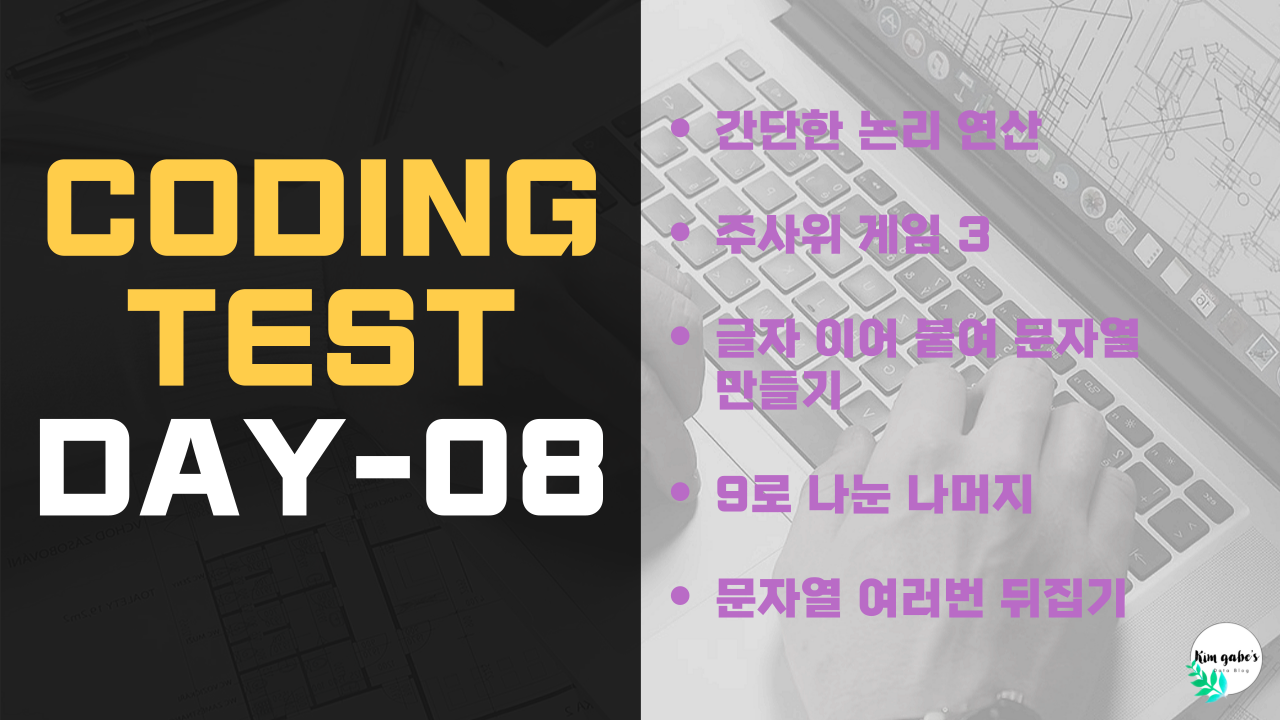 CODING
TEST
DAY-08
• 간단한 논리 연산
• 주사위 게임 3
• 글자 이어 붙여 문자열
만들기
• 9로 나눈 나머지
• 문자열 여러번 뒤집기
Kim gabe's
Data Blog